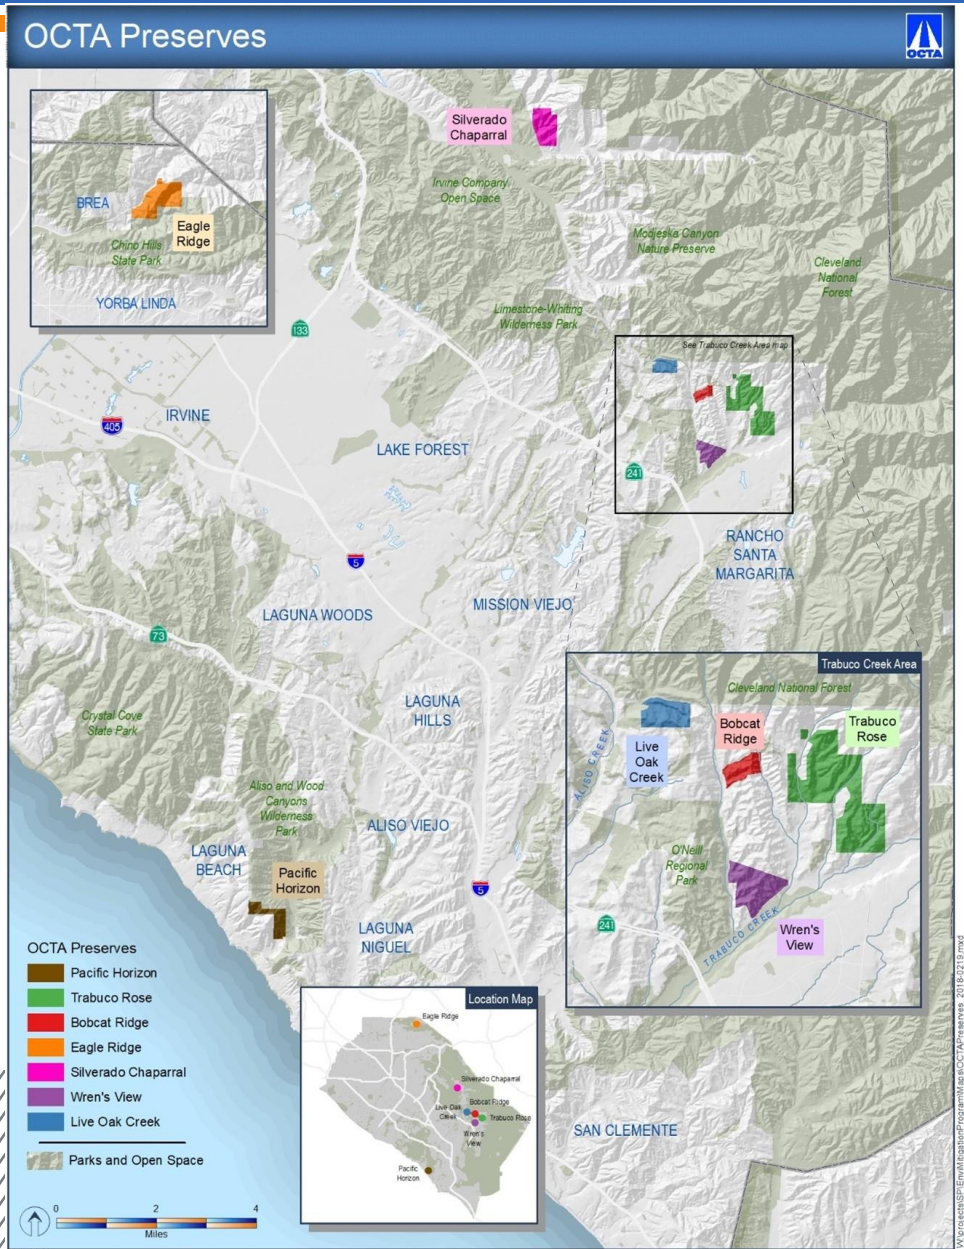 OCTA Preserves
OCTA
Silverado
Chaparral
Irvine Company
Open Space
BREA
Eagle
Ridge
Chino Hills
State Park
YORBA LINDA
Modjeska Canyon
Nature Preserve
Cleveland
National
Forest
Limestone-Whiting
Wilderness Park
133
See Trabuco Creek Area map
IRVINE
405
LAKE FOREST
241
RANCHO
SANTA
MARGARITA
5
LAGUNA WOODS
MISSION VIEJO
73
Trabuco Creek Area
Cleveland National Forest
Crystal Cove
State Park
LAGUNA
HILLS
Live
Oak
Creek
Bobcat
Ridge
Trabuco
Rose
ALISO CREEK
Aliso and Wood
Canyons
Wilderness
Park
ALISO VIEJO
LAGUNA
BEACH
Pacific
Horizon
O'Neill
Regional
Park
5
241
TRABUCO CREEK
Wren's
View
LAGUNA
NIGUEL
OCTA Preserves
Pacific Horizon
Trabuco Rose
Bobcat Ridge
Eagle Ridge
Silverado Chaparral
Wren's View
Live Oak Creek
Parks and Open Space
0 2 4
Miles
Location Map
Eagle Ridge
Silverado Chaparral
Live Oak
Creek
Bobcat Ridge
Trabuco Rose
Wren's
View
Pacific
Horizon
SAN CLEMENTE
W:\projects\SP\EnvMitigationProgram\Maps\OCTAPreserves_2018-0219.mxd